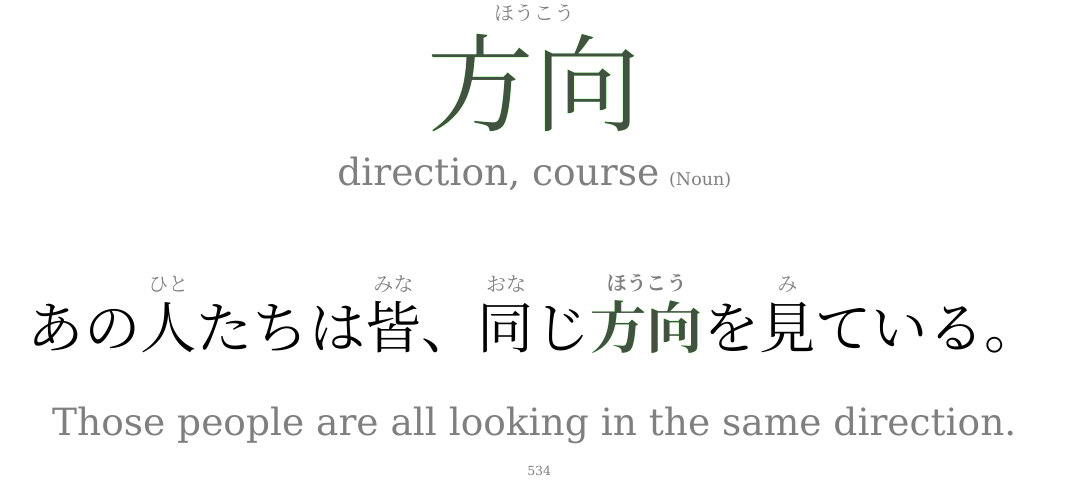 ほうこう
方向
direction, course (Noun)
ひと みな おな ほうこう み
あの人たちは皆、同じ方向を見ている。
Those people are all looking in the same direction.
534